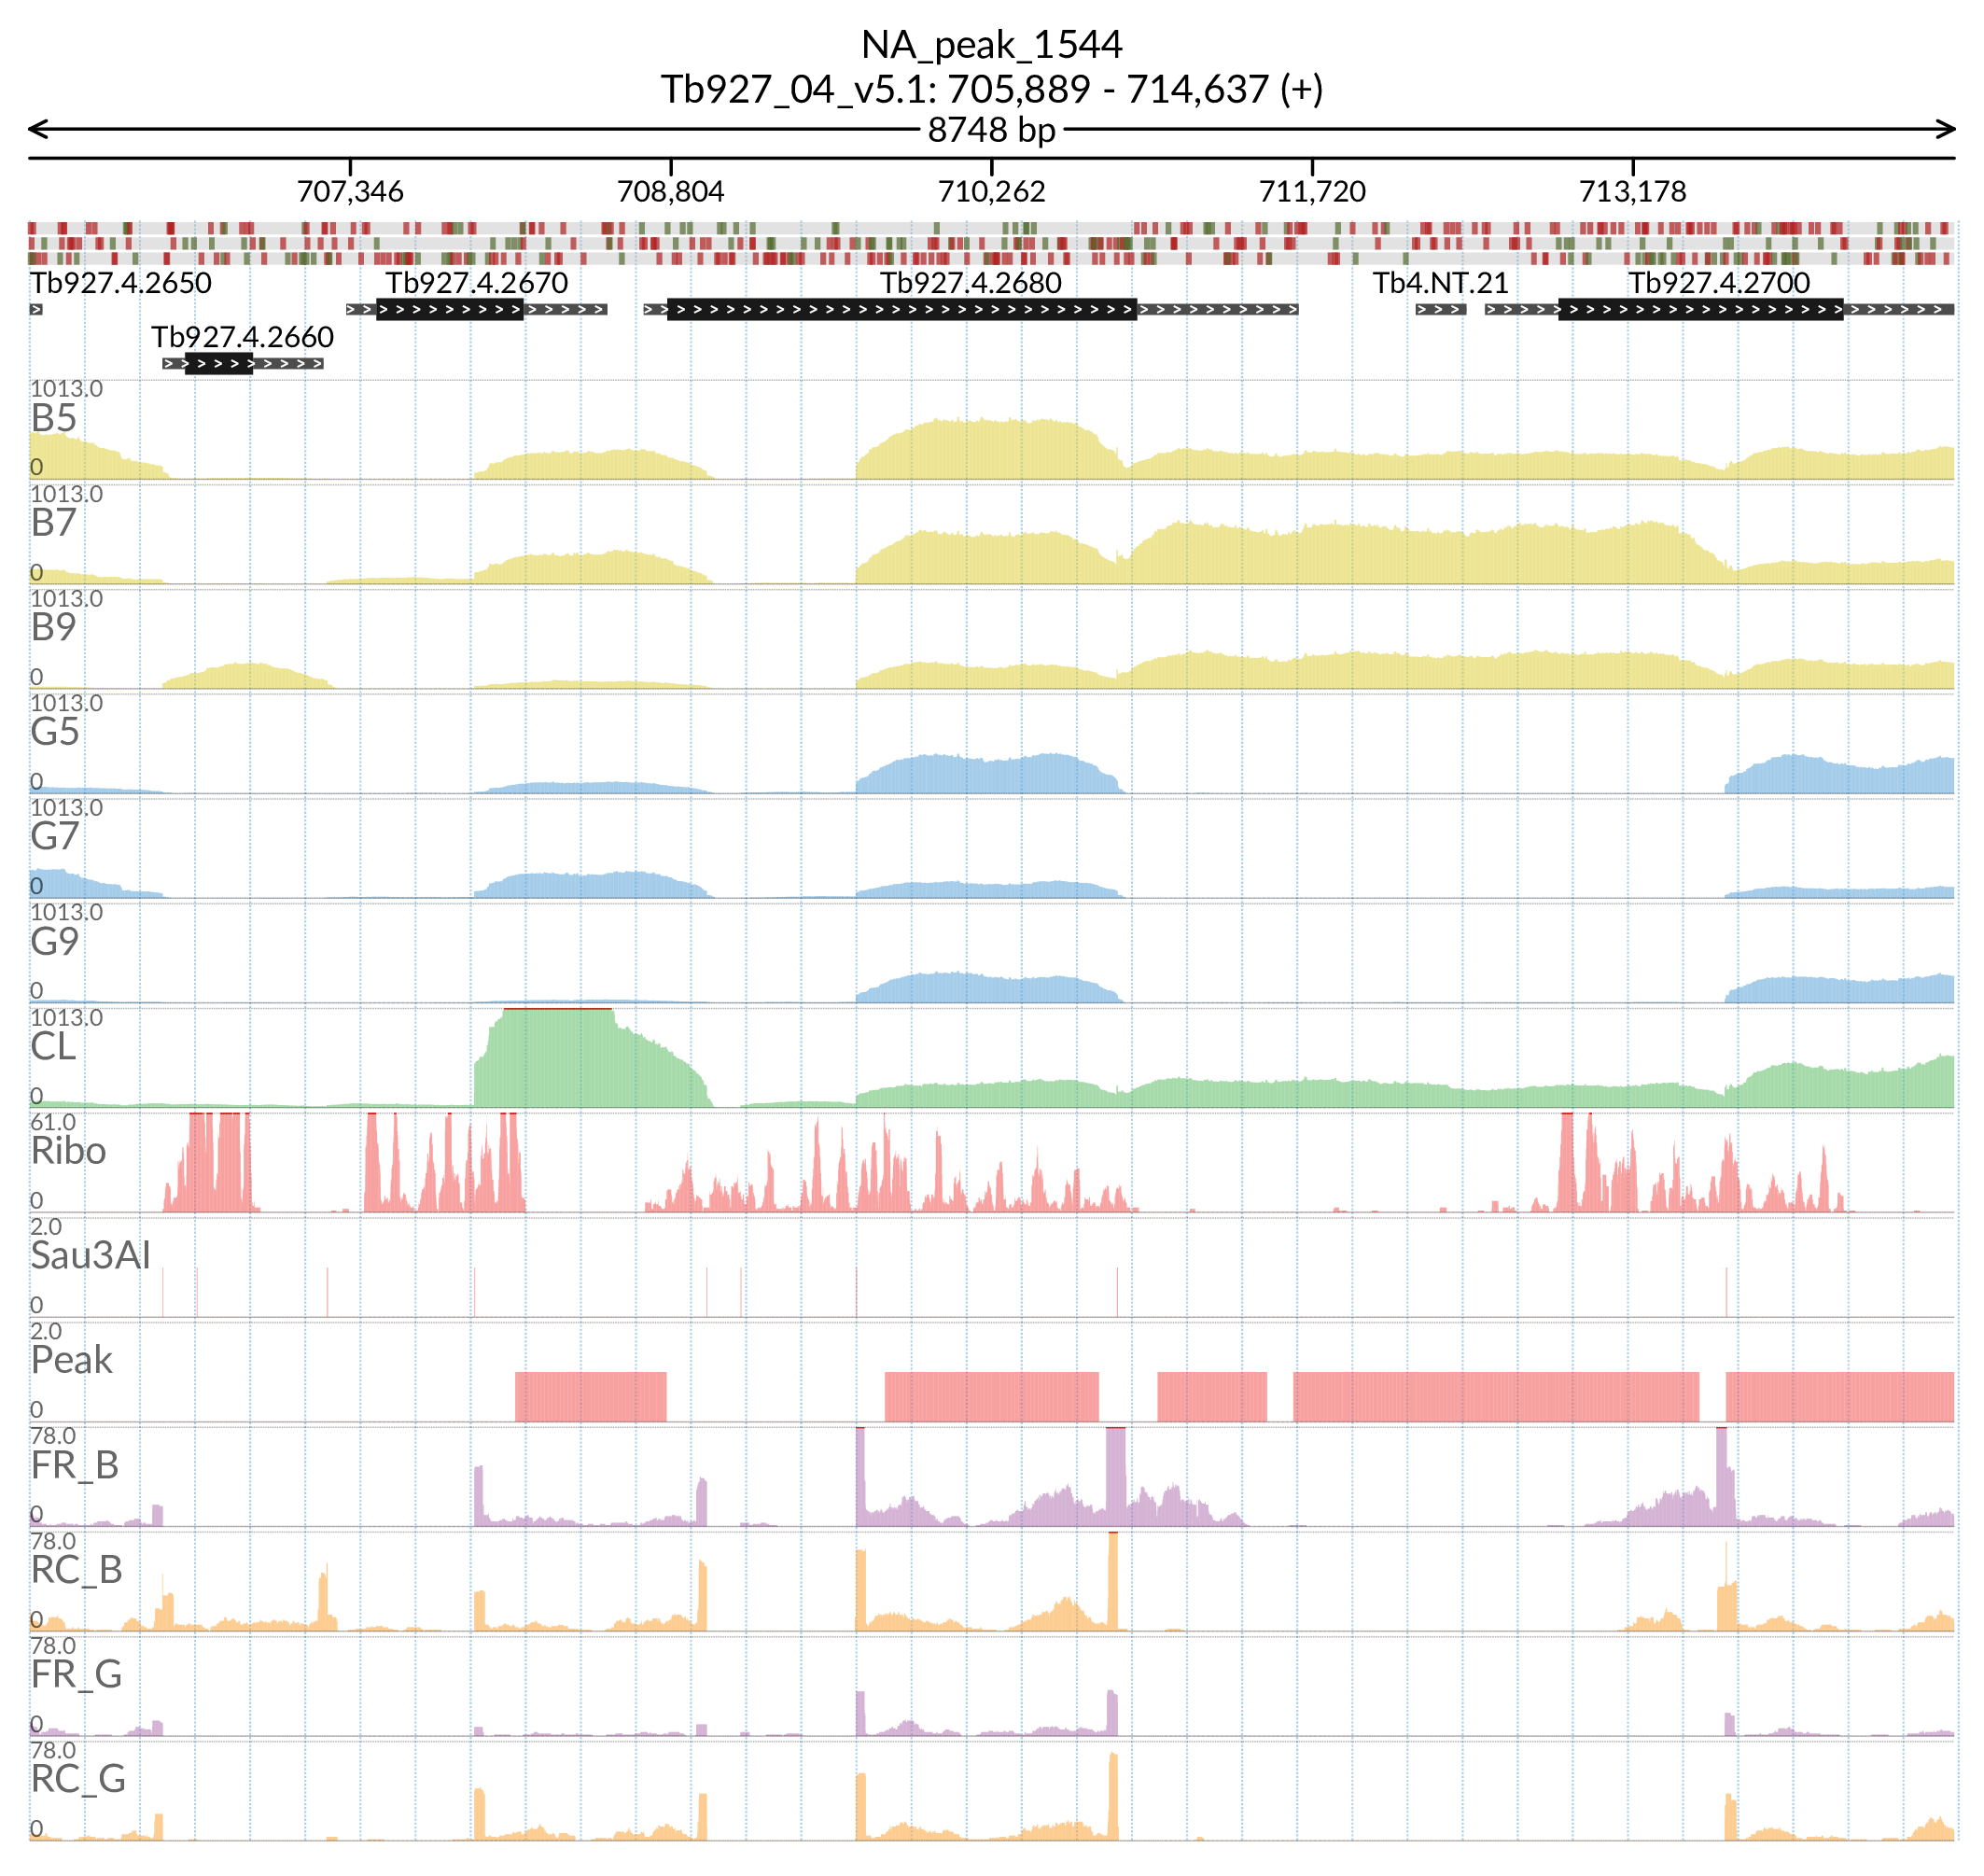 NA_peak_1544
Tb927_04_v5.1: 705,889 - 714,637 (+)
8748 bp
707,346 708,804 710,262 711,720 713,178
Tb927.4.2650 Tb927.4.2670 Tb927.4.2680 Tb4.NT.21 Tb927.4.2700
Tb927.4.2660
1013.0
B5
0
1013.0
B7
0
1013.0
B9
0
1013.0
G5
0
1013.0
G7
0
1013.0
G9
0
1013.0
CL
0
61.0
Ribo
0
2.0
Sau3AI
0
2.0
Peak
0
78.0
FR_B
0
78.0
RC_B
0
78.0
FR_G
0
78.0
RC_G
0